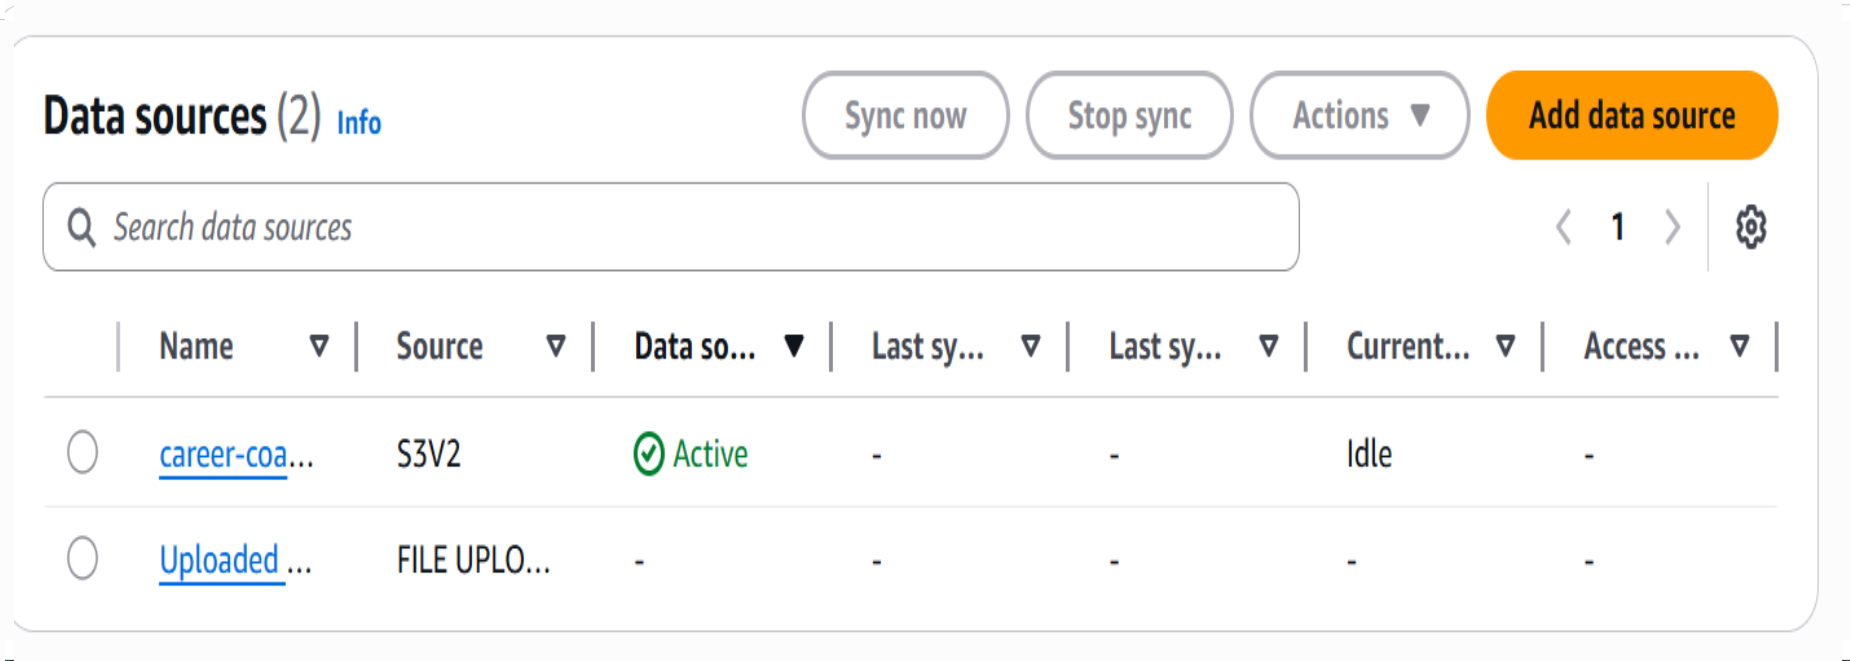 Data sources (2) Info
Sync now
Stop sync
Actions
Add data source
Search data sources
1
Name Source Data so... Last sy... Last sy... Current... Access ...
career-coa... S3V2 Active - - Idle -
Uploaded ... FILE UPLO... - - - - -